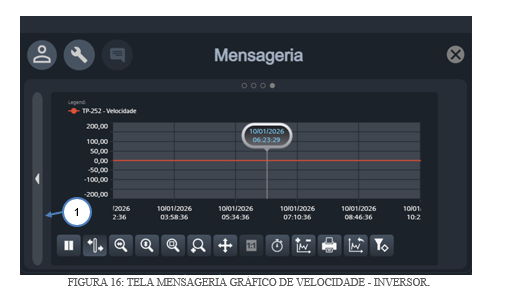 Mensageria
Legend:
TP-252 - Velocidade
200,00
100,00
50,00
0,00
-50,00
-100,00
-200,00
10/01/2026
06:23:29
/2026 10/01/2026 10/01/2026 10/01/2026 10/01/2026 10/01-
2:36 03:58:36 05:34:36 07:10:36 08:46:36 10:2
1
FIGURA 16: TELA MENSAGERIA GRÁFICO DE VELOCIDADE - INVERSOR.